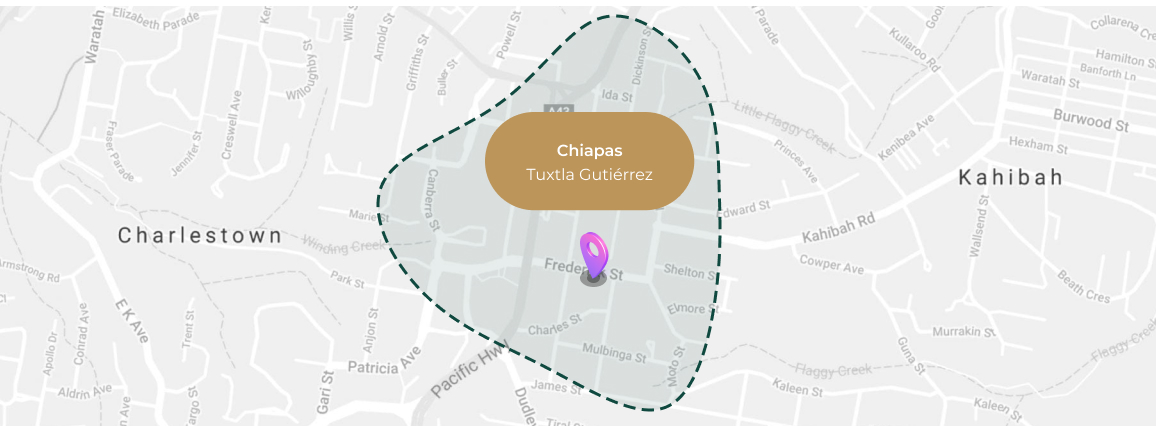 Elizabeth Parade
Waratah
Willis St
Arnold St
Griffiths St
Powell St
Buller St
Dickinson St
Parade
Kullaroo Rd
Collarena Cre
Hamilton St
Banforth Ln
Waratah St
Burwood St
Hexham St
Willoughby St
Creswell Ave
Jennifer St
Fraser Parade
Ida St
A43
Little Flaggy Creek
Princes Ave
Kenibea Ave
Chiapas
Tuxtla Gutiérrez
Kahibah
Canberra St
Marie St
Edward St
Kahibah Rd
Wallsend St
Charlestown
Winding Creek
Armstrong Rd
Park St
Frederick St
Shelton St
Cowper Ave
Beath Cres
E K Ave
Conrad Ave
Apollo Dr
Trent St
Anjon St
Charles St
Elmore St
Murrakin St
Guna St
Flaggy Creek
Patricia Ave
Pacific Hwy
Mulbinga St
Moto St
Flaggy Creek
Aldrin Ave
Gari St
James St
Kaleen St
Kaleen St
Dudley